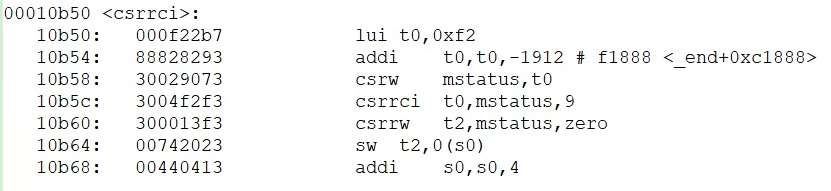 00010b50 <csrrci>:
10b50: 000f22b7 lui t0,0xf2
10b54: 88828293 addi t0,t0,-1912 # f1888 <_end+0xc1888>
10b58: 30029073 csrw mstatus,t0
10b5c: 3004f2f3 csrrci t0,mstatus,9
10b60: 300013f3 csrrw t2,mstatus,zero
10b64: 00742023 sw t2,0(s0)
10b68: 00440413 addi s0,s0,4